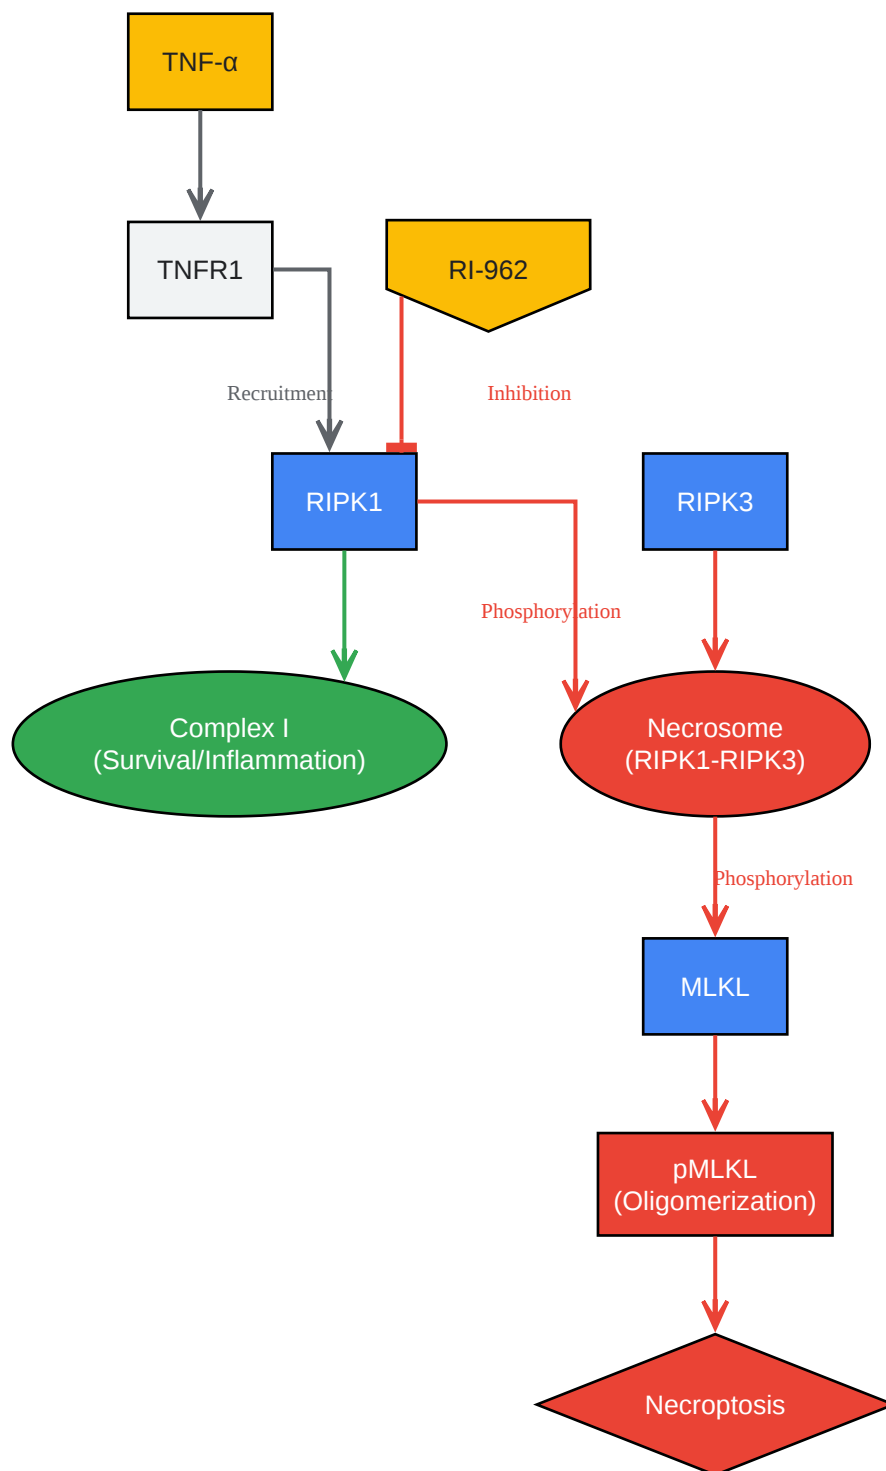 TNF-α
TNFR1
RI-962
Recruitment
Inhibition
RIPK1
RIPK3
Phosphorylation
Complex I
(Survival/Inflammation)
Necrosome
(RIPK1-RIPK3)
Phosphorylation
MLKL
pMLKL
(Oligomerization)
Necroptosis